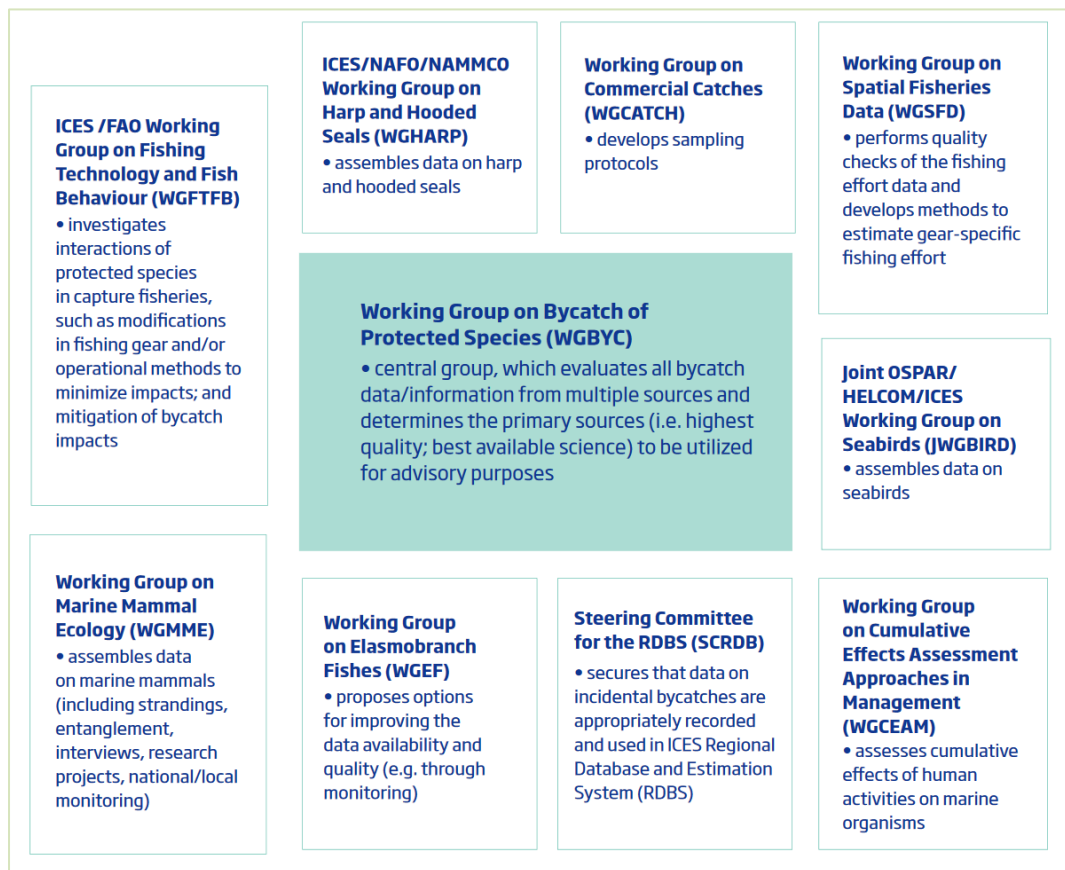 ICES /FAO Working
Group on Fishing
Technology and Fish
Behaviour (WGFTFB)
• investigates
interactions of
protected species
in capture fisheries,
such as modifications
in fishing gear and/or
operational methods to
minimize impacts; and
mitigation of bycatch
impacts
ICES/NAFO/NAMMCO
Working Group on
Harp and Hooded
Seals (WGHARP)
• assembles data on harp
and hooded seals
Working Group on
Commercial Catches
(WGCATCH)
• develops sampling
protocols
Working Group on
Spatial Fisheries
Data (WGSFD)
• performs quality
checks of the fishing
effort data and
develops methods to
estimate gear-specific
fishing effort
Working Group on Bycatch of
Protected Species (WGBYC)
• central group, which evaluates all bycatch
data/information from multiple sources and
determines the primary sources (i.e. highest
quality; best available science) to be utilized
for advisory purposes
Joint OSPAR/
HELCOM/ICES
Working Group on
Seabirds (JWGBIRD)
• assembles data on
seabirds
Working Group on
Marine Mammal
Ecology (WGMME)
• assembles data
on marine mammals
(including strandings,
entanglement,
interviews, research
projects, national/local
monitoring)
Working Group
on Elasmobranch
Fishes (WGEF)
• proposes options
for improving the
data availability and
quality (e.g. through
monitoring)
Steering Committee
for the RDBS (SCRDB)
• secures that data on
incidental bycatches are
appropriately recorded
and used in ICES Regional
Database and Estimation
System (RDBS)
Working Group
on Cumulative
Effects Assessment
Approaches in
Management
(WGCEAM)
• assesses cumulative
effects of human
activities on marine
organisms